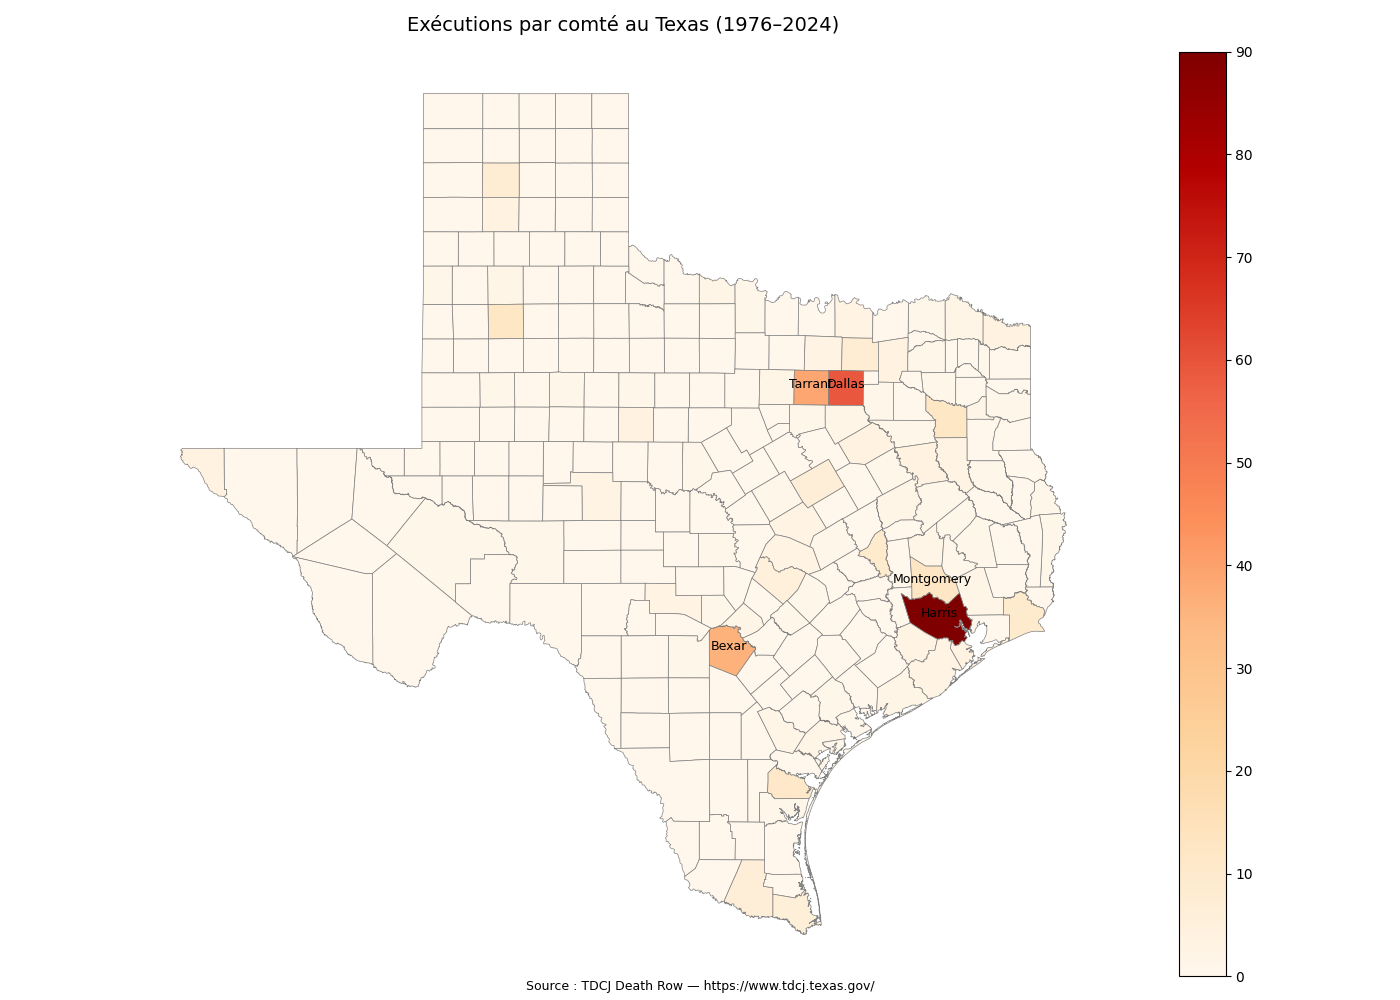 Exécutions par comté au Texas (1976–2024)
90
80
70
60
50
40
30
20
10
0
Tarrant
Dallas
Montgomery
Harris
Bexar
Source : TDCJ Death Row — https://www.tdcj.texas.gov/